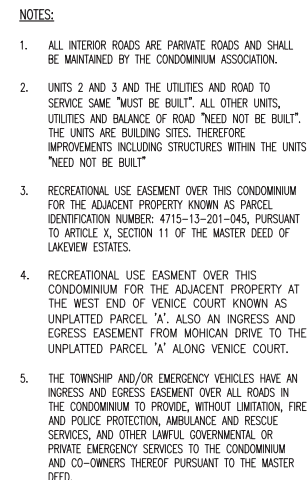 NOTES:
1. ALL INTERIOR ROADS ARE PARIVATE ROADS AND SHALL
BE MAINTAINED BY THE CONDOMINIUM ASSOCIATION.
2. UNITS 2 AND 3 AND THE UTILITIES AND ROAD TO
SERVICE SAME "MUST BE BUILT". ALL OTHER UNITS,
UTILITIES AND BALANCE OF ROAD "NEED NOT BE BUILT".
THE UNITS ARE BUILDING SITES. THEREFORE
IMPROVEMENTS INCLUDING STRUCTURES WITHIN THE UNITS
"NEED NOT BE BUILT"
3. RECREATIONAL USE EASEMENT OVER THIS CONDOMINIUM
FOR THE ADJACENT PROPERTY KNOWN AS PARCEL
IDENTIFICATION NUMBER: 4715-13-201-045, PURSUANT
TO ARTICLE X, SECTION 11 OF THE MASTER DEED OF
LAKEVIEW ESTATES.
4. RECREATIONAL USE EASMENT OVER THIS
CONDOMINIUM FOR THE ADJACENT PROPERTY AT
THE WEST END OF VENICE COURT KNOWN AS
UNPLATTED PARCEL 'A'. ALSO AN INGRESS AND
EGRESS EASEMENT FROM MOHICAN DRIVE TO THE
UNPLATTED PARCEL 'A' ALONG VENICE COURT.
5. THE TOWNSHIP AND/OR EMERGENCY VEHICLES HAVE AN
INGRESS AND EGRESS EASEMENT OVER ALL ROADS IN
THE CONDOMINIUM TO PROVIDE, WITHOUT LIMITATION, FIRE
AND POLICE PROTECTION, AMBULANCE AND RESCUE
SERVICES, AND OTHER LAWFUL GOVERNMENTAL OR
PRIVATE EMERGENCY SERVICES TO THE CONDOMINIUM
AND CO-OWNERS THEREOF PURSUANT TO THE MASTER
DEED.